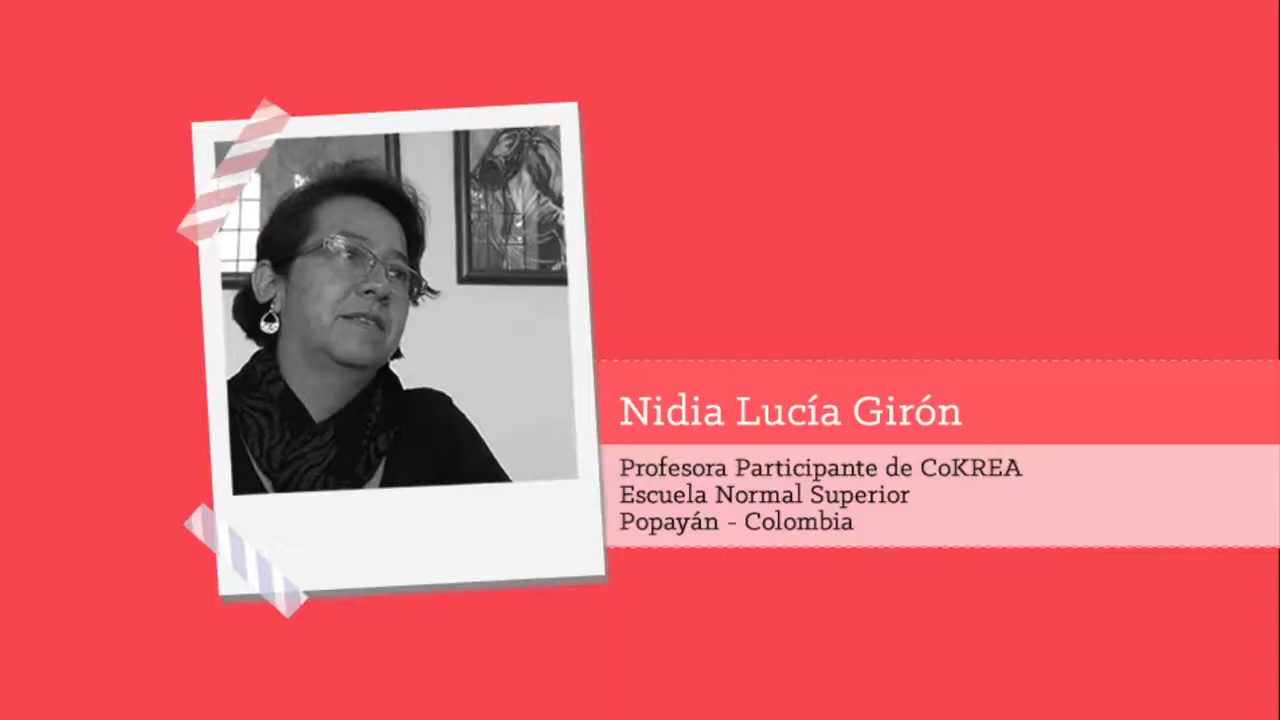 Nidia Lucía Girón
Profesora Participante de CoKREA
Escuela Normal Superior
Popayán - Colombia